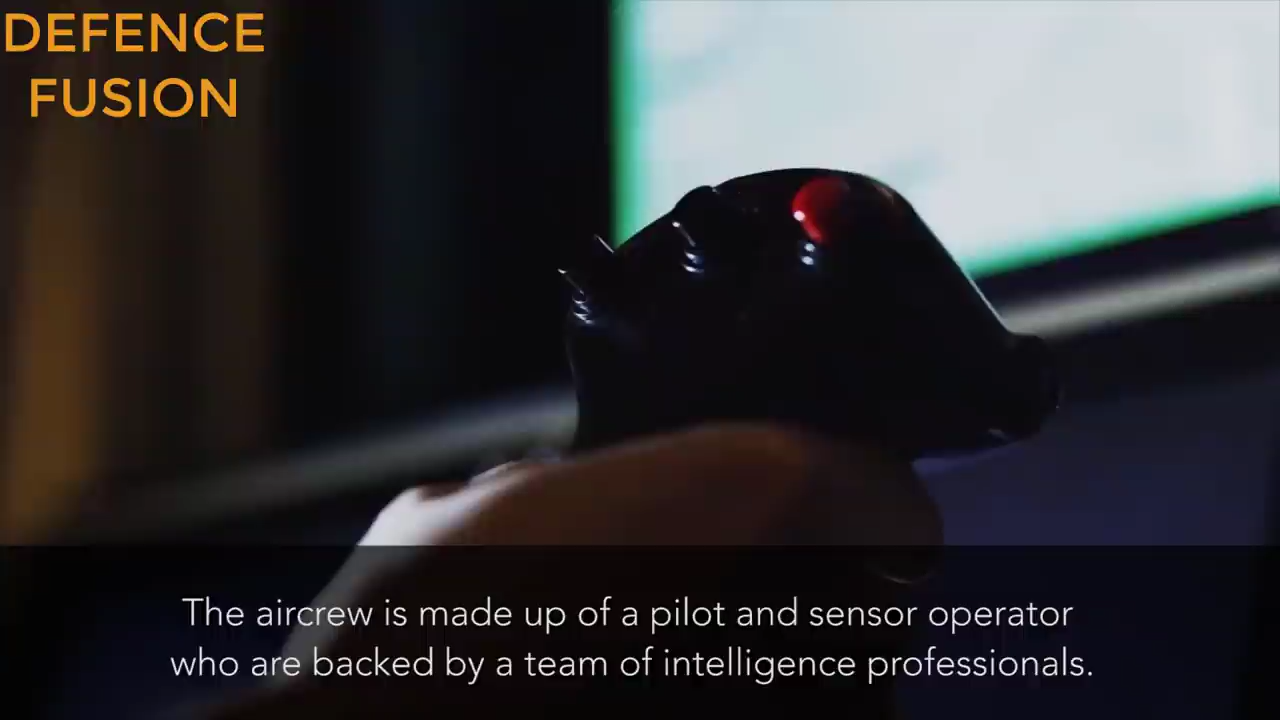 DEFENCE
FUSION
The aircrew is made up of a pilot and sensor operator
who are backed by a team of intelligence professionals.